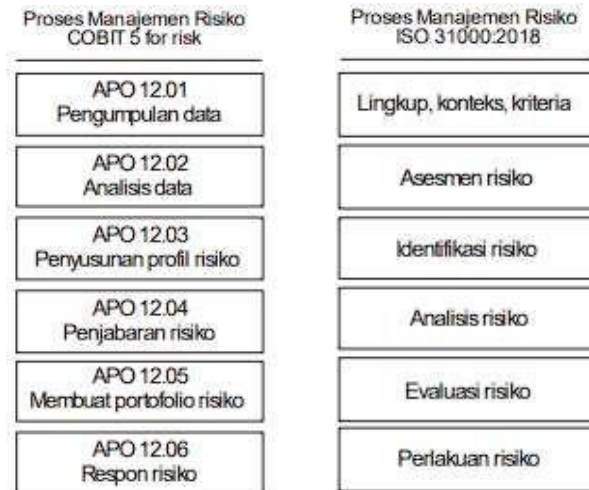 Proses Manajemen Risiko
COBIT 5 for risk
APO 12.01
Pengumpulan data
APO 12.02
Analisis data
APO 12.03
Penyusunan profil risiko
APO 12.04
Penjabaran risiko
APO 12.05
Membuat portofolio risiko
APO 12.06
Respon risiko
Proses Manajemen Risiko
ISO 31000:2018
Lingkup, konteks, kriteria
Asesmen risiko
Identifikasi risiko
Analisis risiko
Evaluasi risiko
Perlakuan risiko